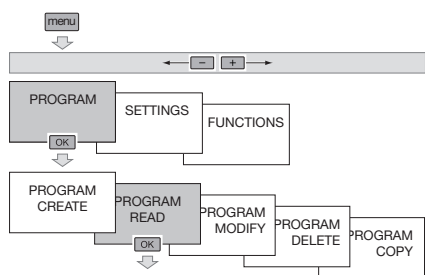 menu
− +
PROGRAM
SETTINGS
FUNCTIONS
OK
PROGRAM
CREATE
PROGRAM
READ
PROGRAM
MODIFY
PROGRAM
DELETE
PROGRAM
COPY
OK